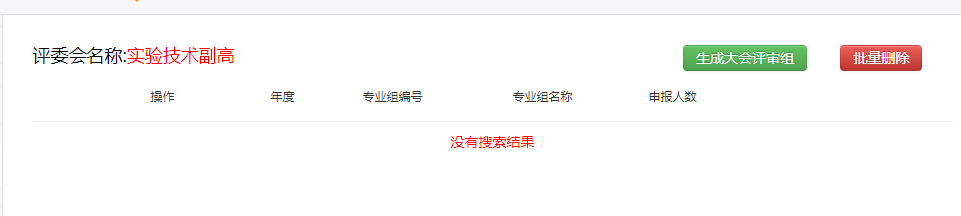 评委会名称:实验技术副高 生成大会评审组 批量删除
操作 年度 专业组编号 专业组名称 申报人数
没有搜索结果